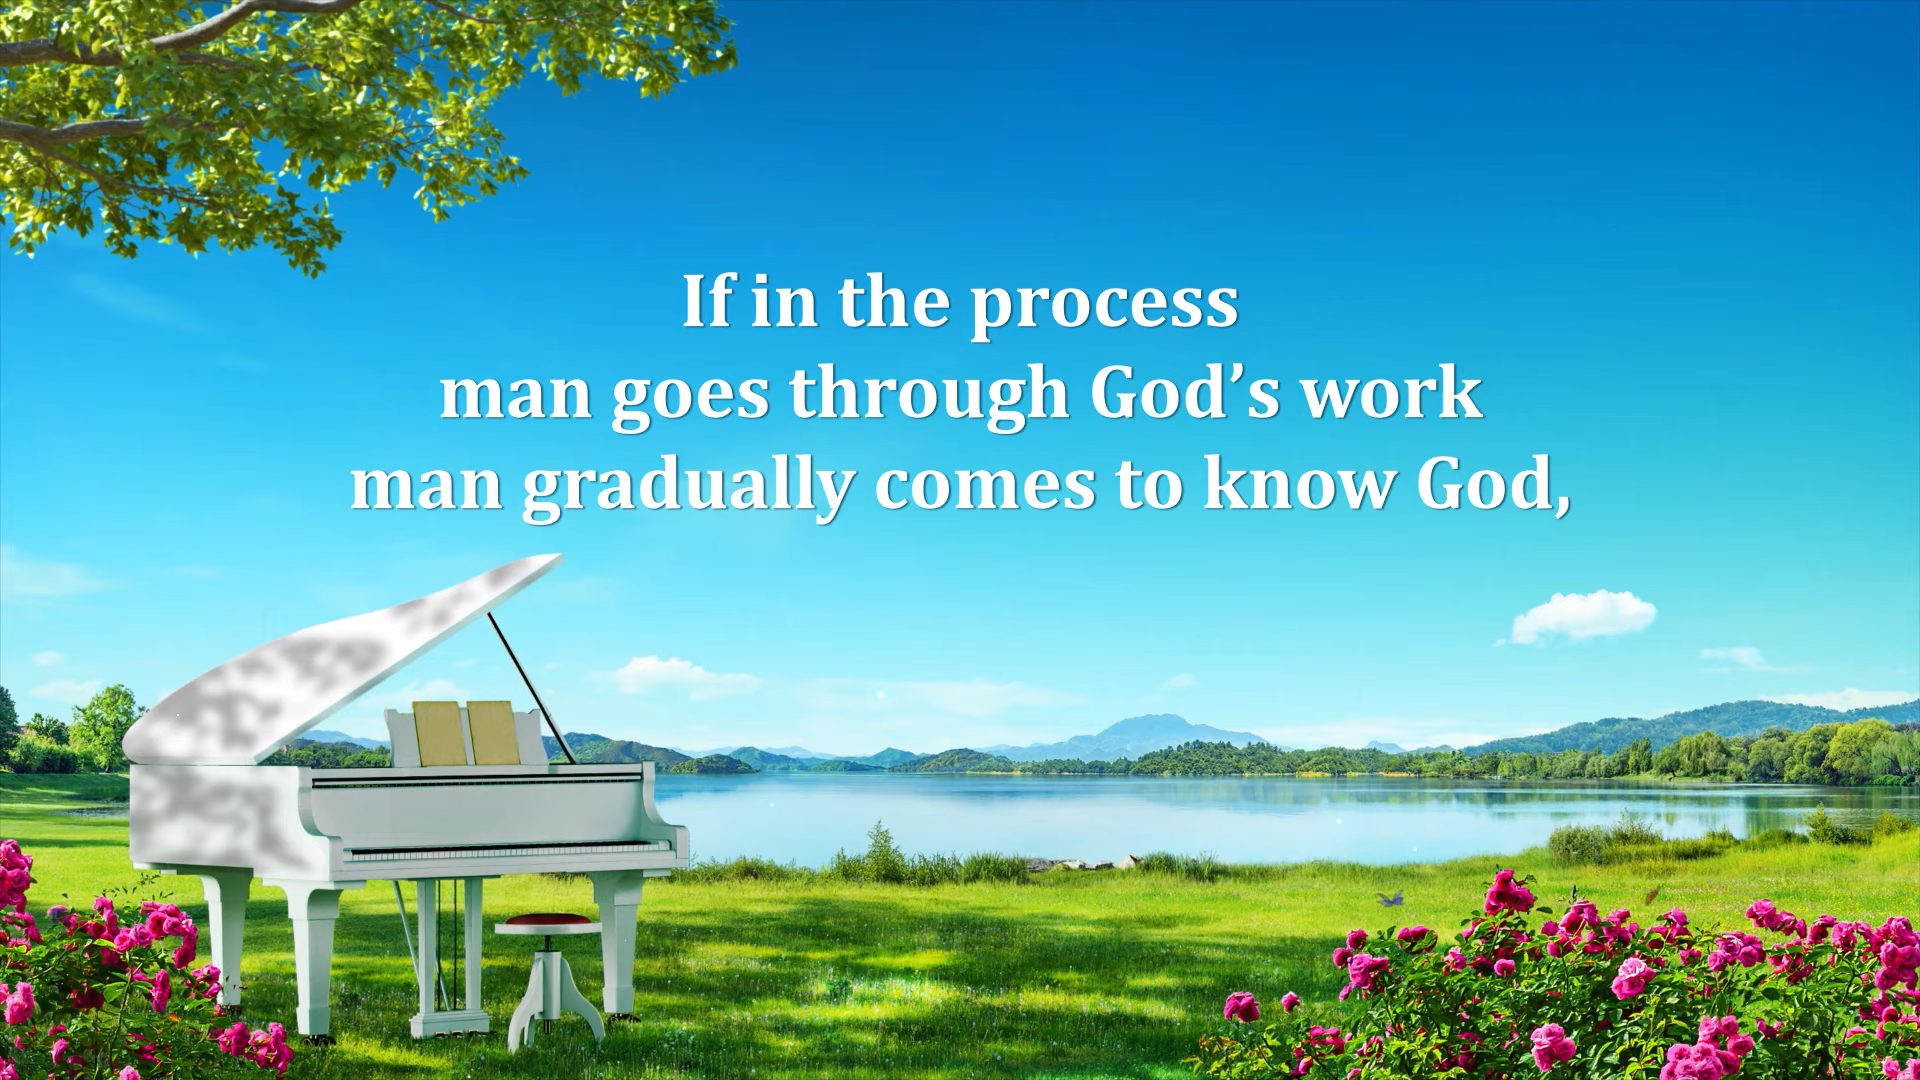 If in the process
man goes through God’s work
man gradually comes to know God,